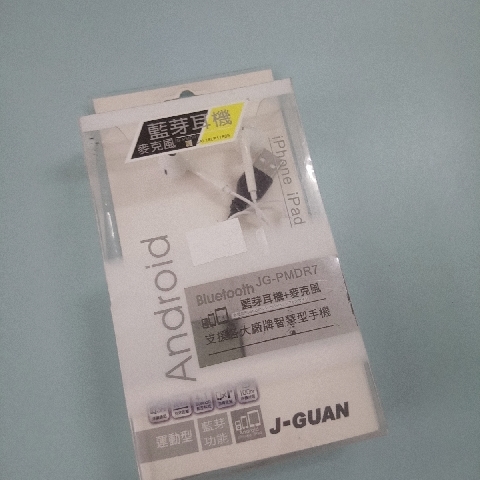 藍芽耳機
麥克風
iPhone iPad
Android
Bluetooth JG-PMDR7
藍芽耳機+麥克風
支援各大廠牌智慧型手機
運動型
藍芽
功能
J-GUAN